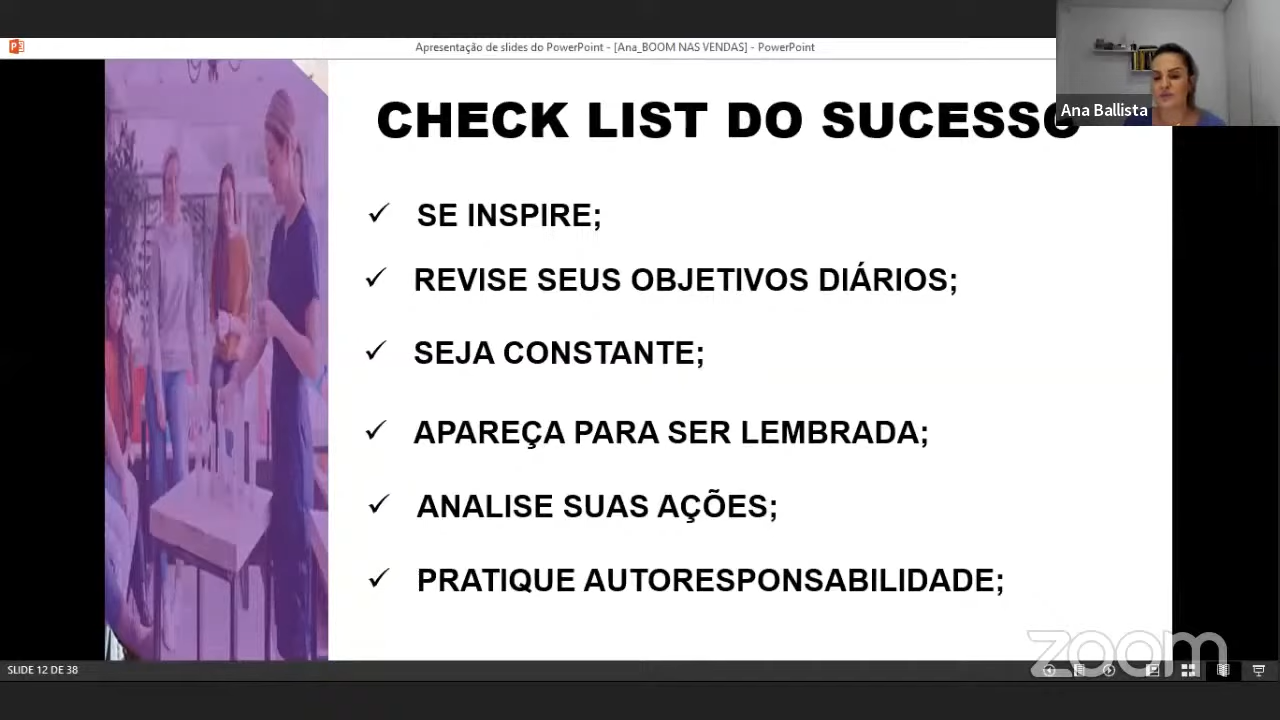 Apresentação de slides do PowerPoint - [Ana_BOOM NAS VENDAS] - PowerPoint
Ana Ballista
CHECK LIST DO SUCESSO
✓ SE INSPIRE;
✓ REVISE SEUS OBJETIVOS DIÁRIOS;
✓ SEJA CONSTANTE;
✓ APAREÇA PARA SER LEMBRADA;
✓ ANALISE SUAS AÇÕES;
✓ PRATIQUE AUTORESPONSABILIDADE;
zoom
SLIDE 12 DE 38